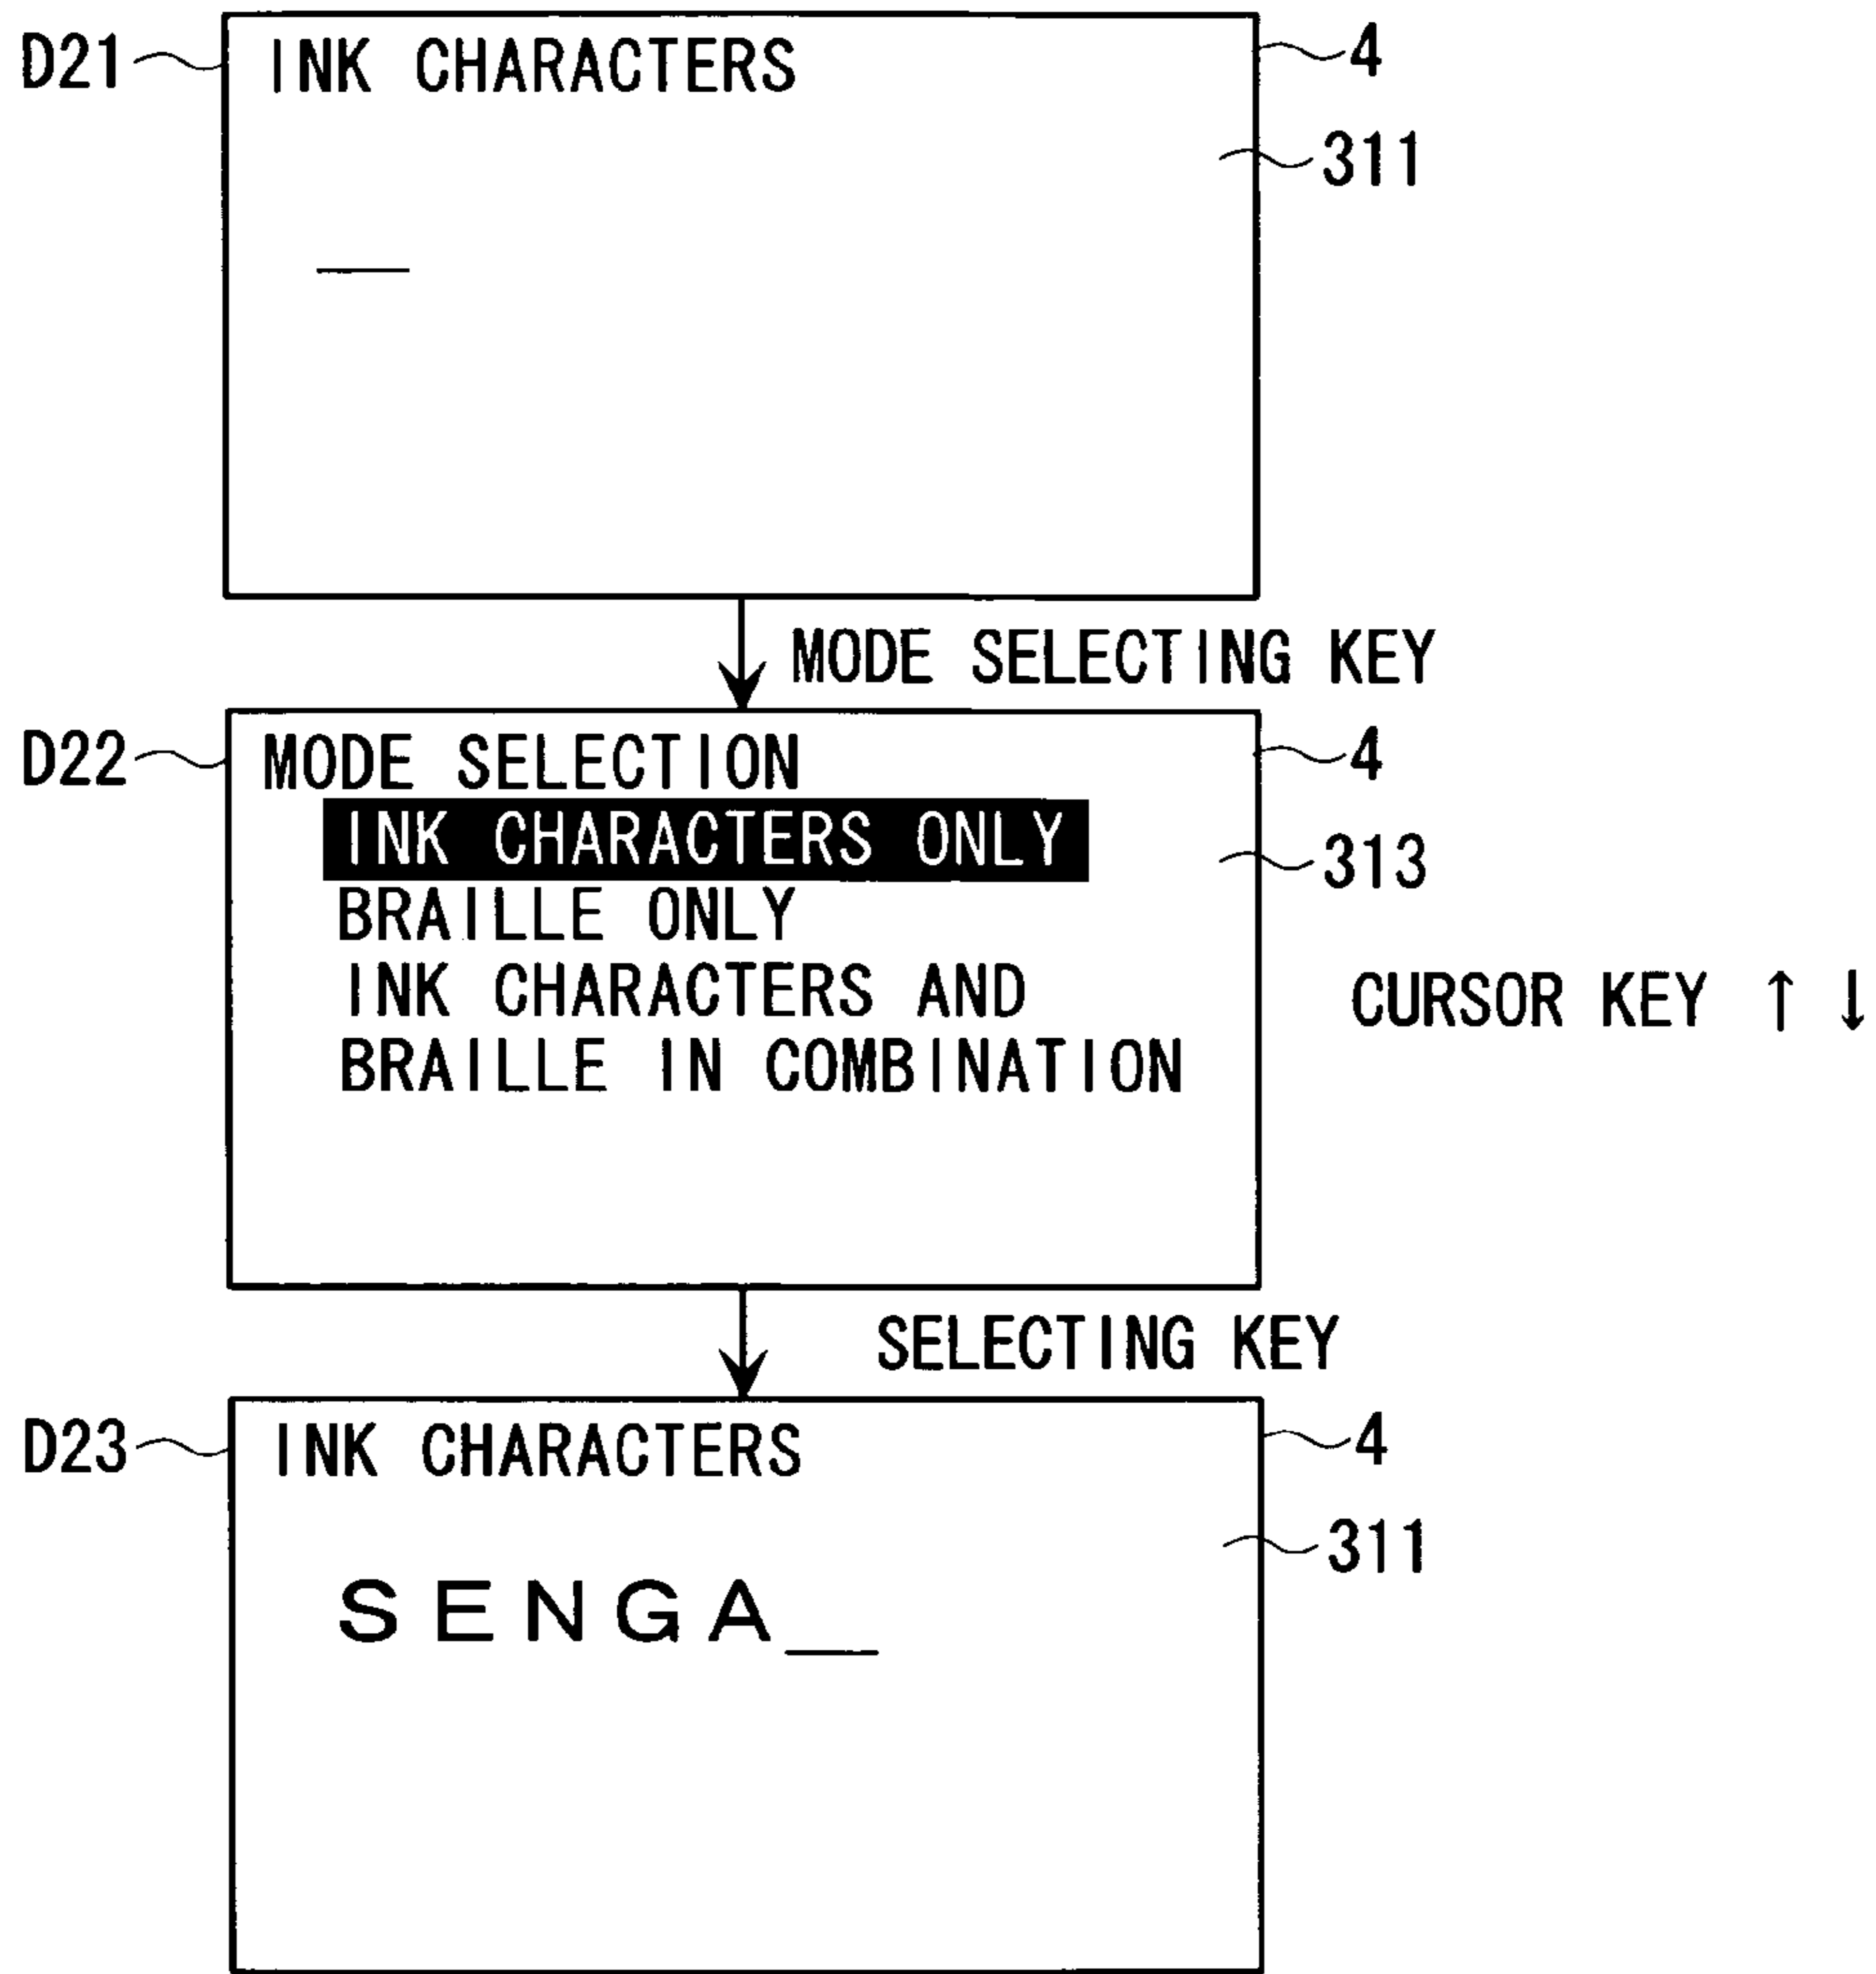 D21 INK CHARACTERS 4
311
MODE SELECTING KEY
D22 MODE SELECTION 4
INK CHARACTERS ONLY
313
BRAILLE ONLY
INK CHARACTERS AND
CURSOR KEY ↑ ↓
BRAILLE IN COMBINATION
SELECTING KEY
D23 INK CHARACTERS 4
311
SENGA_